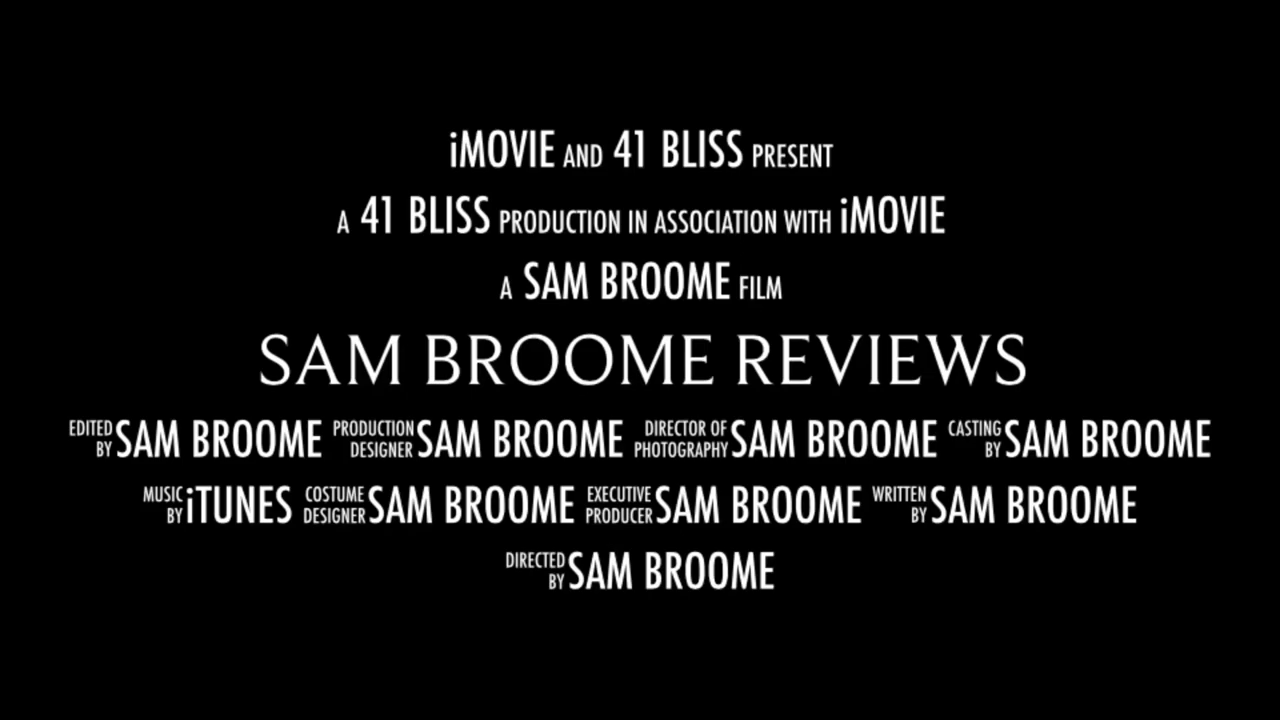 iMOVIE AND 41 BLISS PRESENT
A 41 BLISS PRODUCTION IN ASSOCIATION WITH iMOVIE
A SAM BROOME FILM
SAM BROOME REVIEWS
EDITED BY SAM BROOME PRODUCTION DESIGNER SAM BROOME DIRECTOR OF PHOTOGRAPHY SAM BROOME CASTING BY SAM BROOME
MUSIC BY iTUNES COSTUME DESIGNER SAM BROOME EXECUTIVE PRODUCER SAM BROOME WRITTEN BY SAM BROOME
DIRECTED BY SAM BROOME